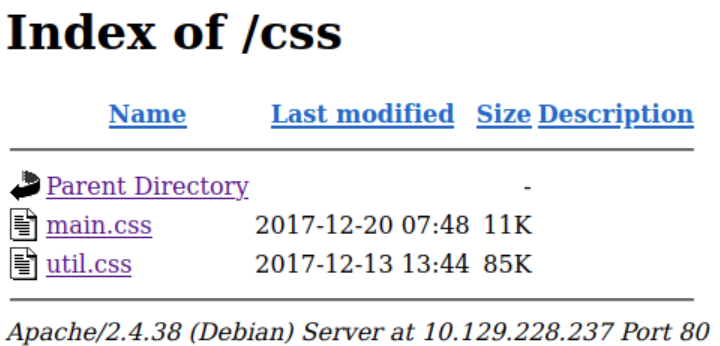 Index of /css
Name Last modified Size Description
Parent Directory -
main.css 2017-12-20 07:48 11K
util.css 2017-12-13 13:44 85K
Apache/2.4.38 (Debian) Server at 10.129.228.237 Port 80